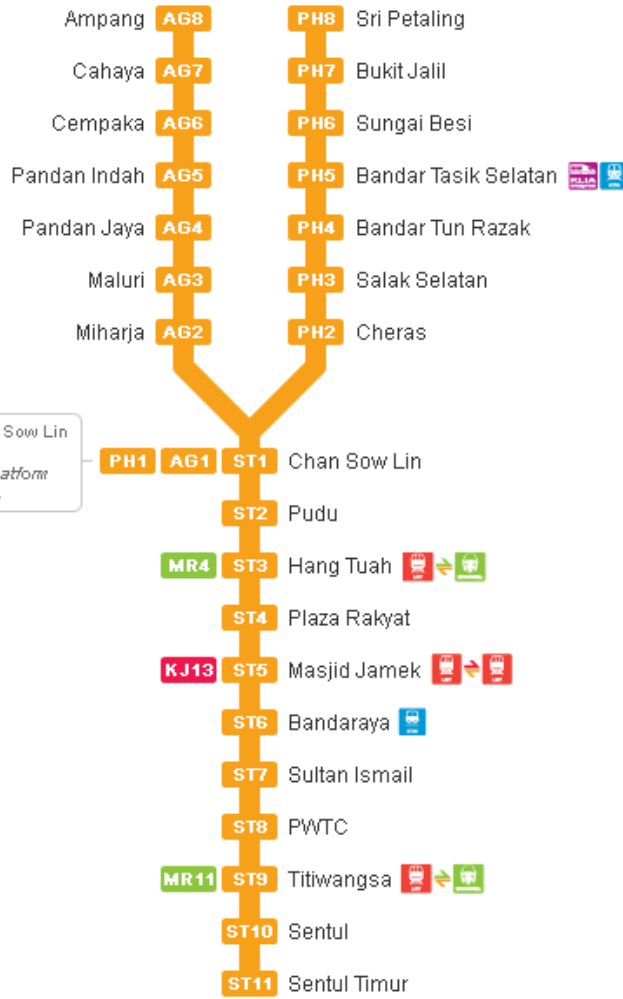 Ampang AG8 PH8 Sri Petaling
Cahaya AG7 PH7 Bukit Jalil
Cempaka AG6 PH6 Sungai Besi
Pandan Indah AG5 PH5 Bandar Tasik Selatan KLIA
Pandan Jaya AG4 PH4 Bandar Tun Razak
Maluri AG3 PH3 Salak Selatan
Miharja AG2 PH2 Cheras
Sow Lin
PH1 AG1 ST1 Chan Sow Lin
atform
ST2 Pudu
MR4 ST3 Hang Tuah
ST4 Plaza Rakyat
KJ13 ST5 Masjid Jamek
ST6 Bandaraya
ST7 Sultan Ismail
ST8 PWTC
MR11 ST9 Titiwangsa
ST10 Sentul
ST11 Sentul Timur